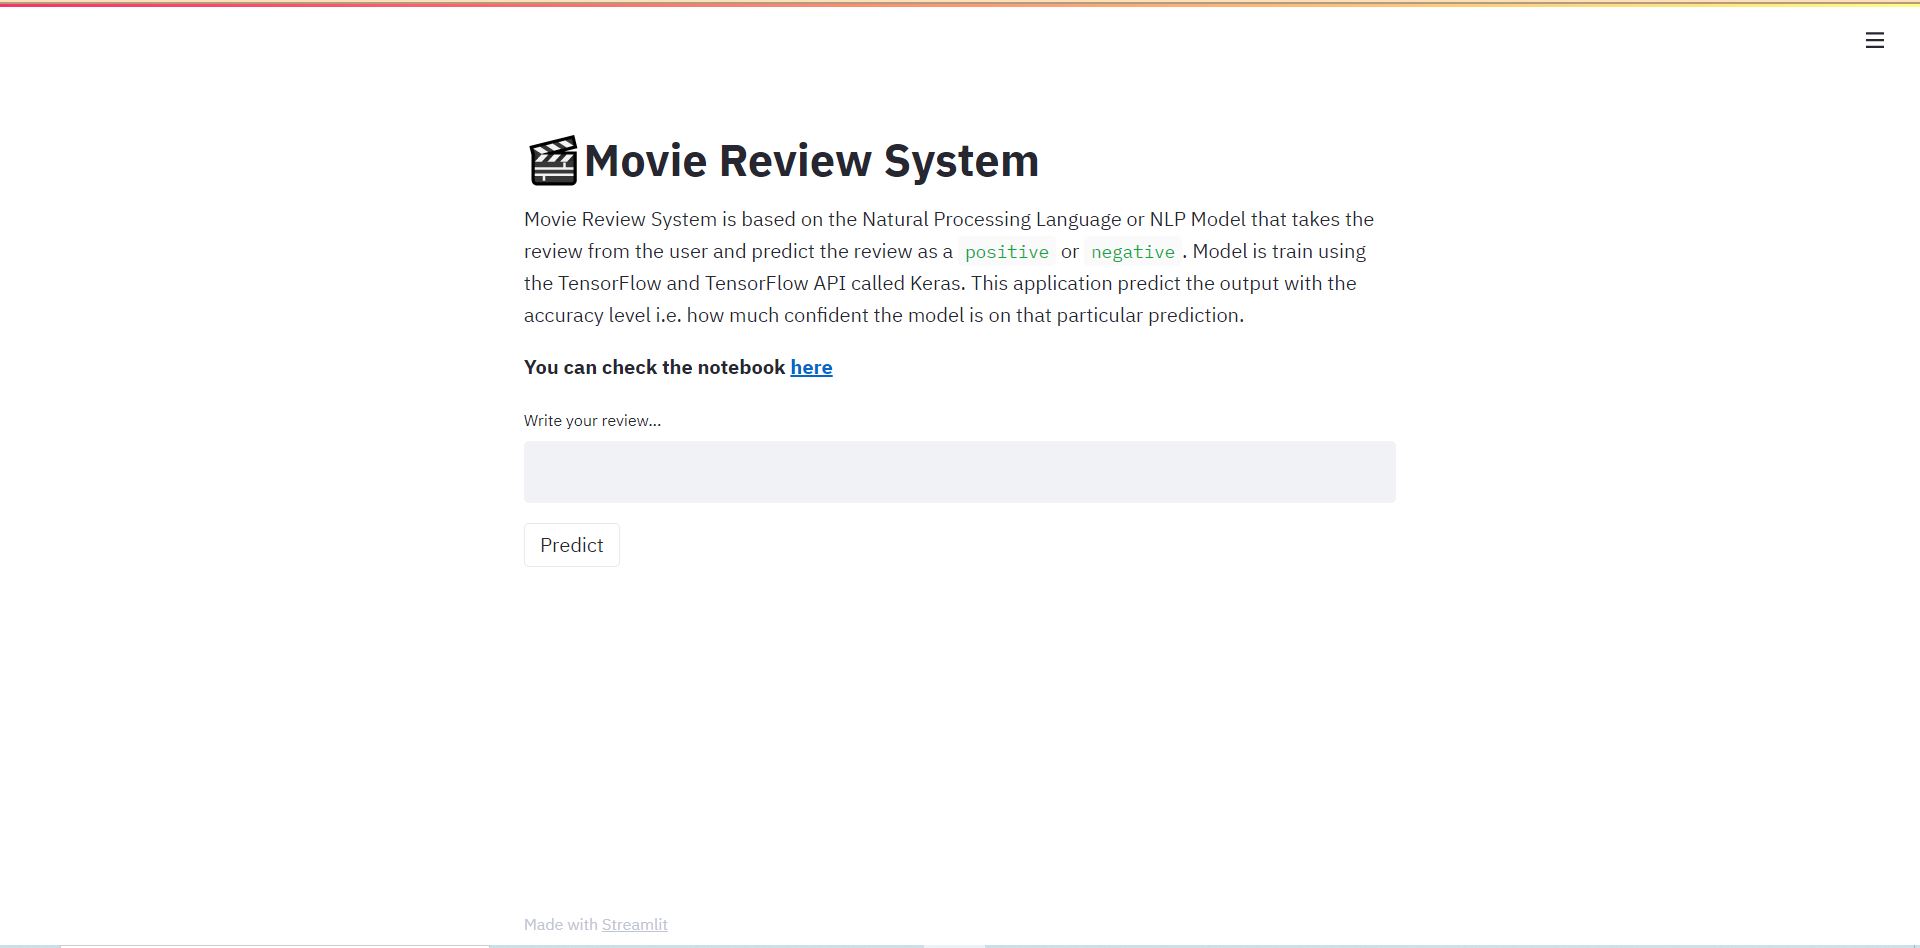 Movie Review System
Movie Review System is based on the Natural Processing Language or NLP Model that takes the
review from the user and predict the review as a positive or negative . Model is train using
the TensorFlow and TensorFlow API called Keras. This application predict the output with the
accuracy level i.e. how much confident the model is on that particular prediction.
You can check the notebook here
Write your review...
Predict
Made with Streamlit